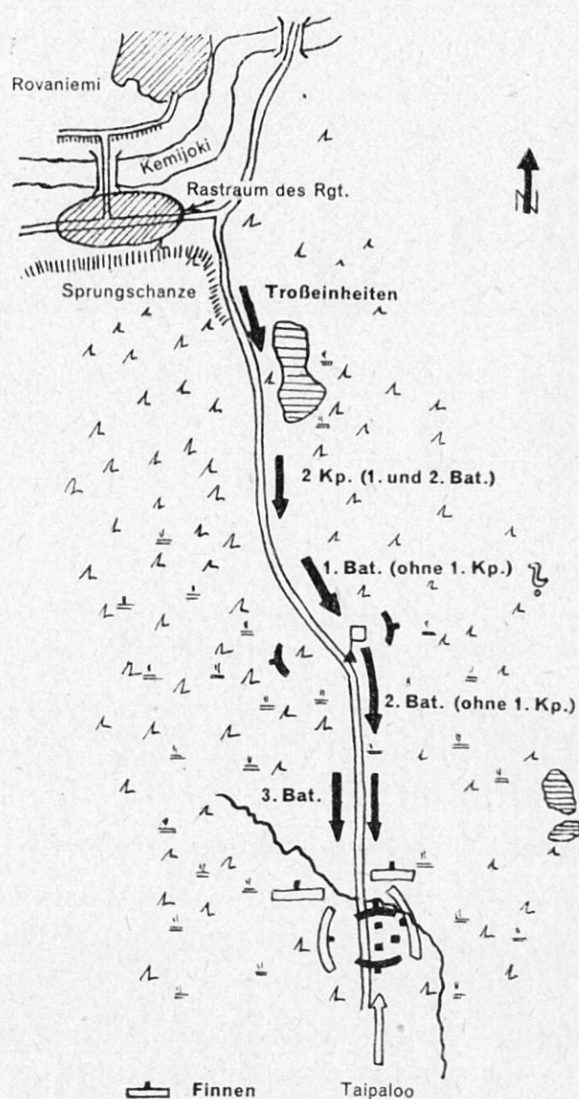 Rovaniemi
Kemijoki
Rastraum des Rgt.
N
Sprungschanze
Troßeinheiten
2 Kp. (1. und 2. Bat.)
1. Bat. (ohne 1. Kp.)
2. Bat. (ohne 1. Kp.)
3. Bat.
Finnen
Taipaloo